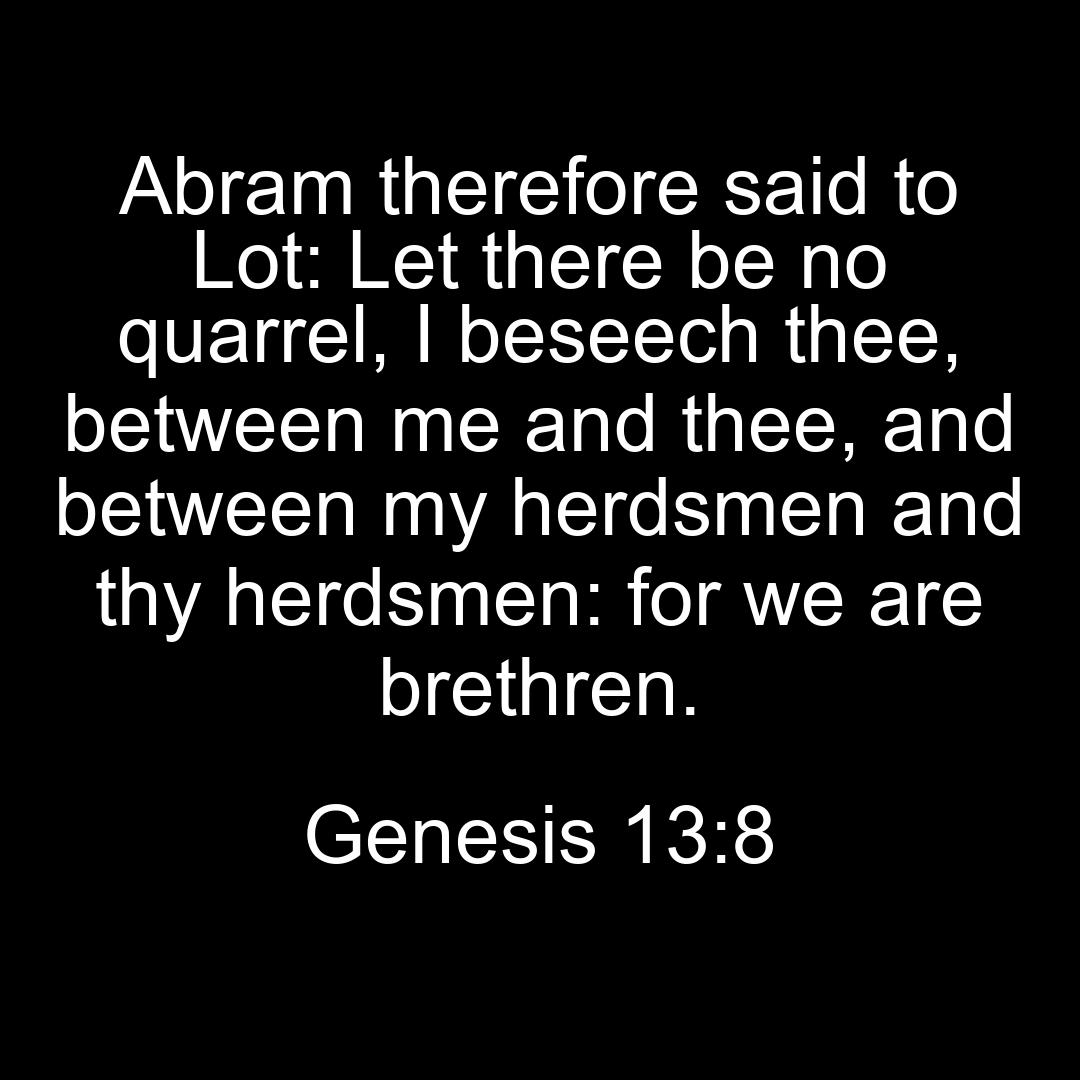 Abram therefore said to
Lot: Let there be no
quarrel, I beseech thee,
between me and thee, and
between my herdsmen and
thy herdsmen: for we are
brethren.
Genesis 13:8